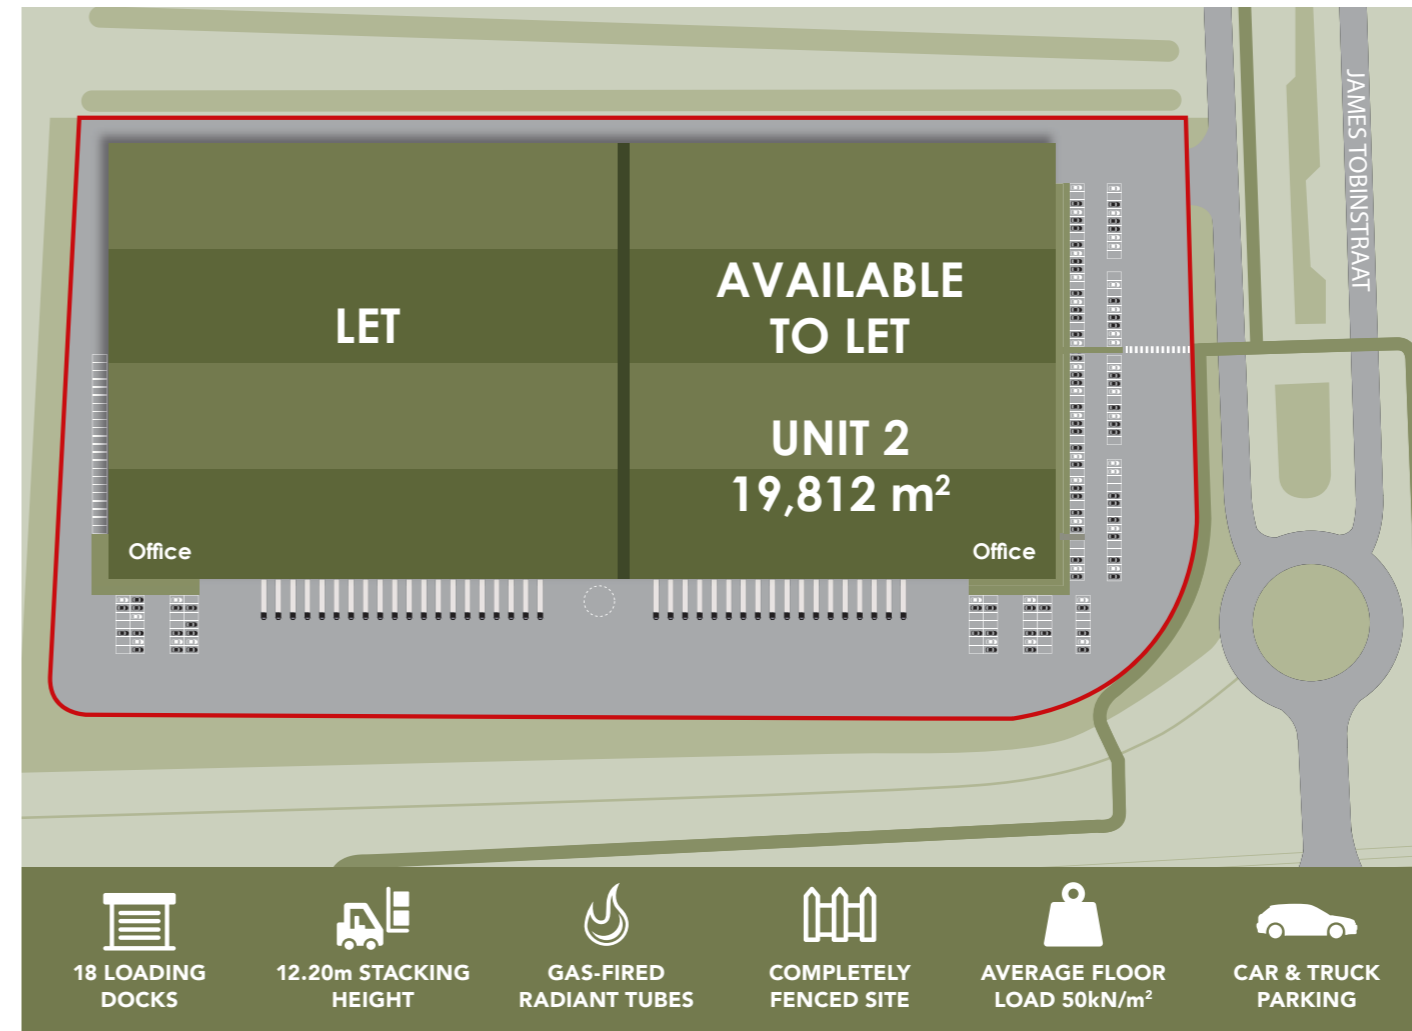 JAMES TOBINSTRAAT
LET
AVAILABLE
TO LET
UNIT 2
19,812 m²
Office
Office
18 LOADING
DOCKS
12.20m STACKING
HEIGHT
GAS-FIRED
RADIANT TUBES
COMPLETELY
FENCED SITE
AVERAGE FLOOR
LOAD 50kN/m²
CAR & TRUCK
PARKING